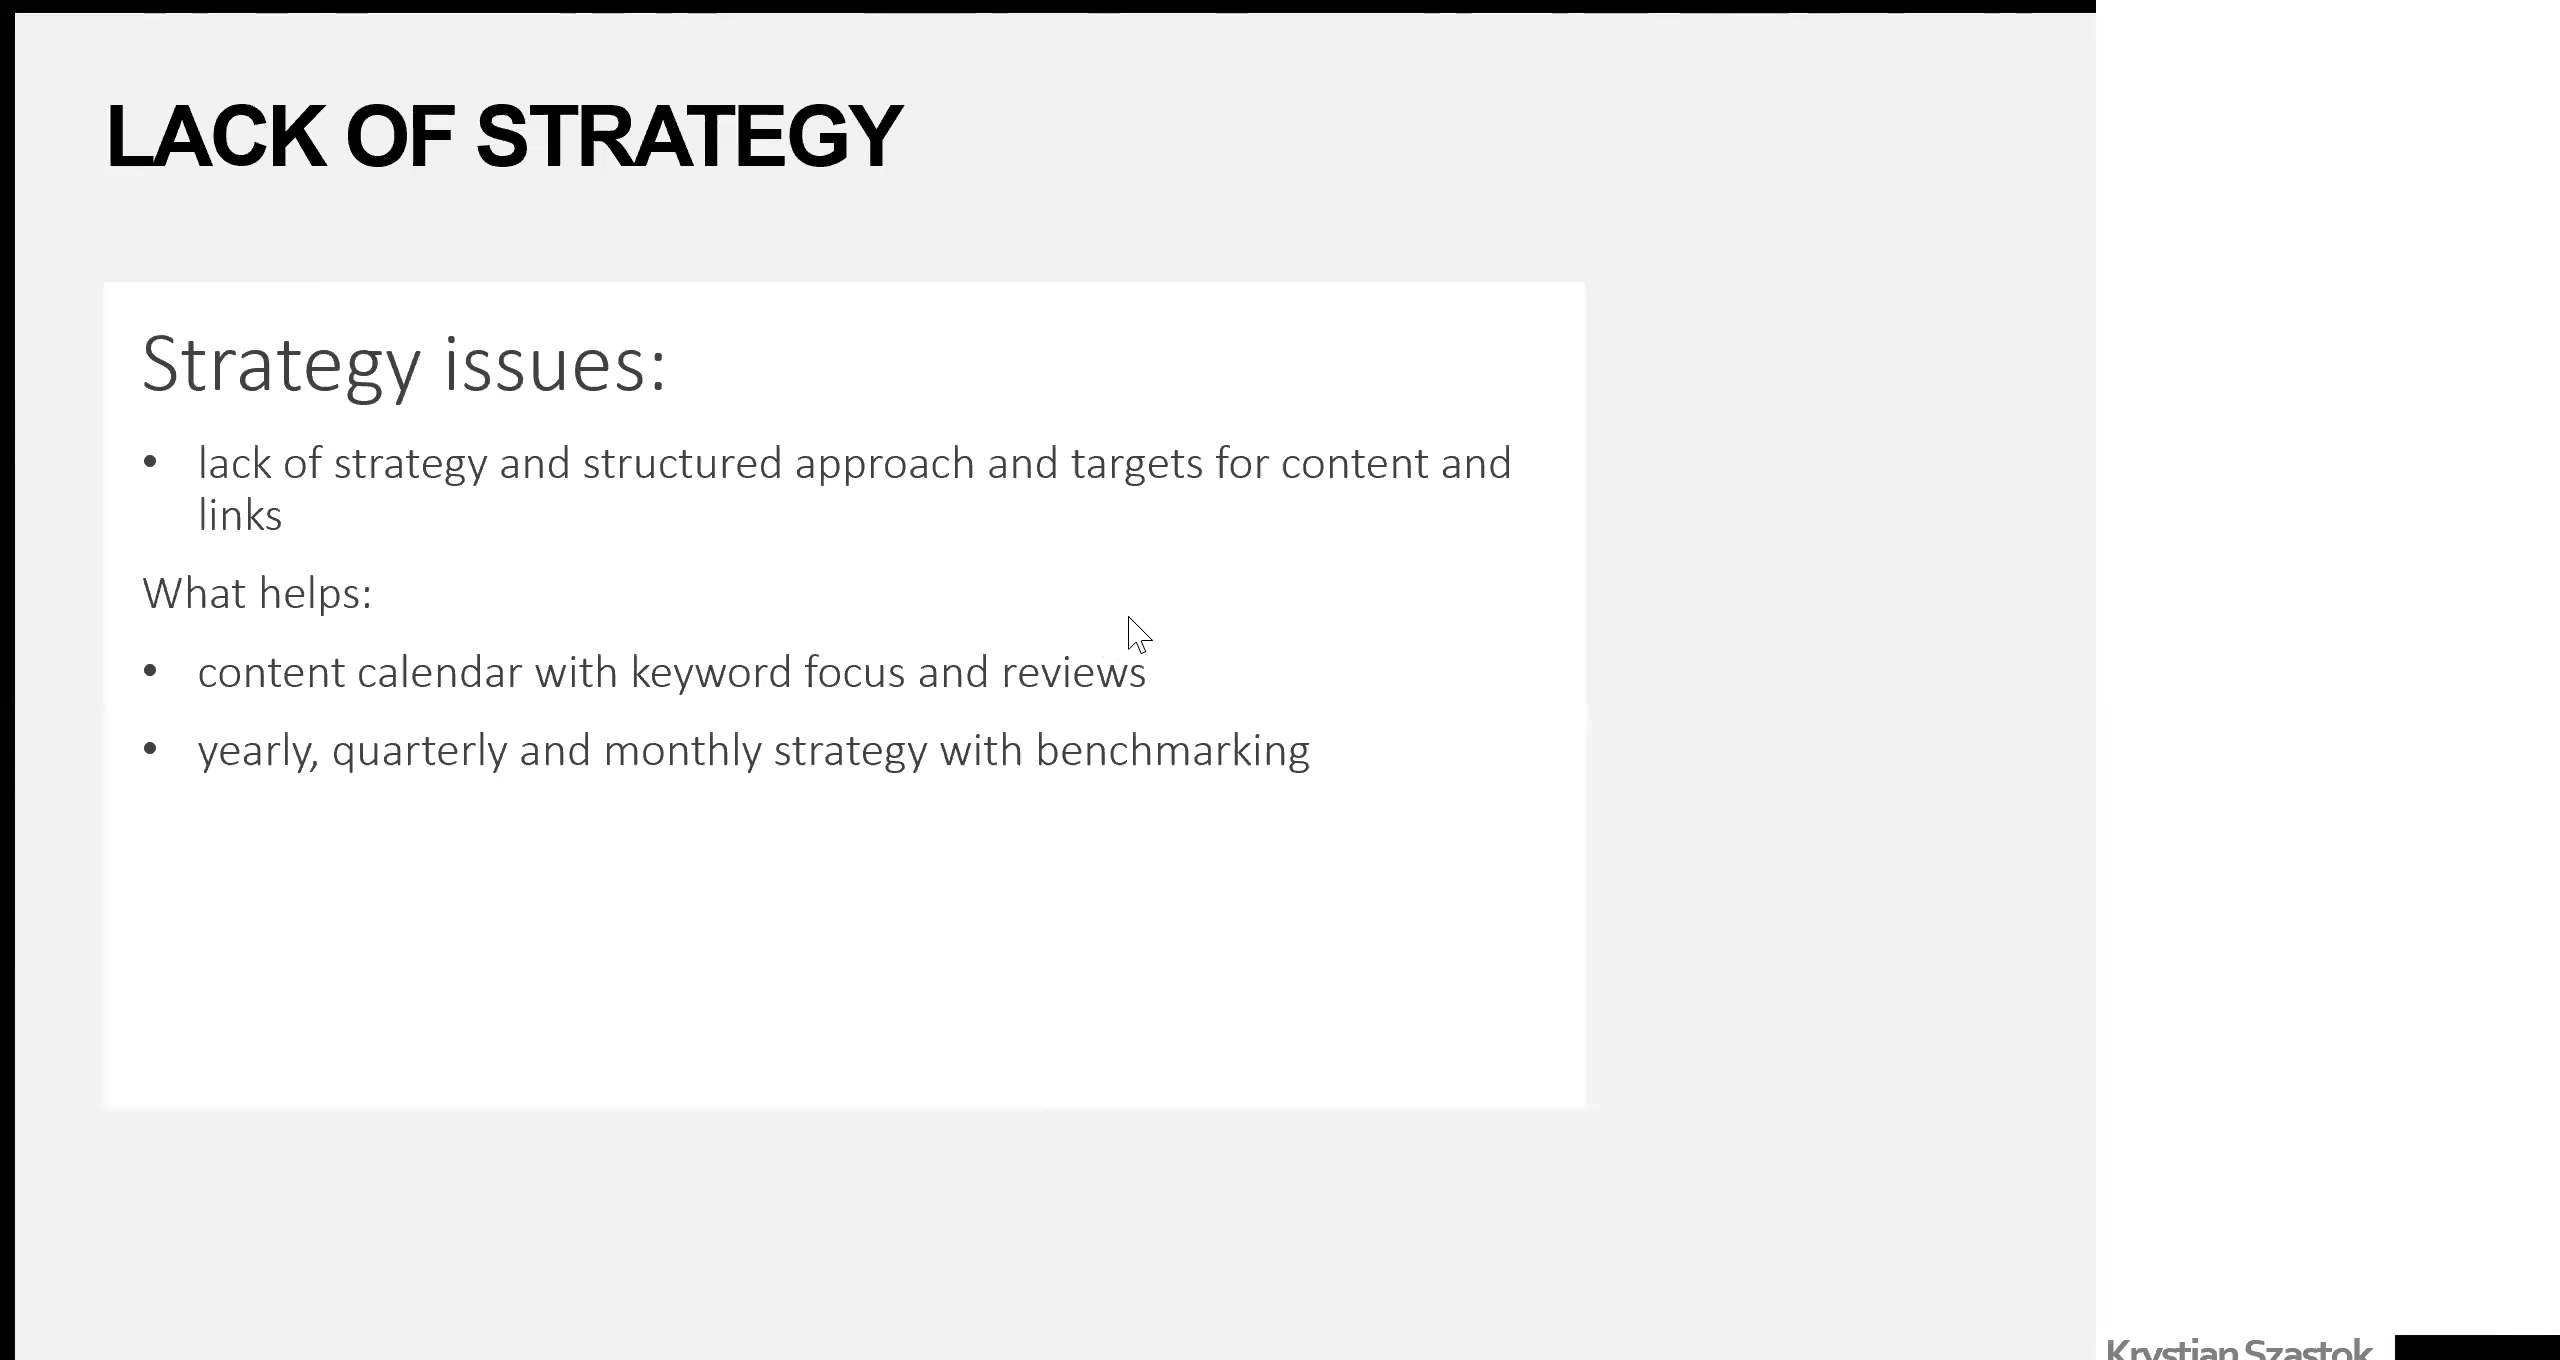 LACK OF STRATEGY
Strategy issues:
• lack of strategy and structured approach and targets for content and
links
What helps:
• content calendar with keyword focus and reviews
• yearly, quarterly and monthly strategy with benchmarking
Krystian Szastok